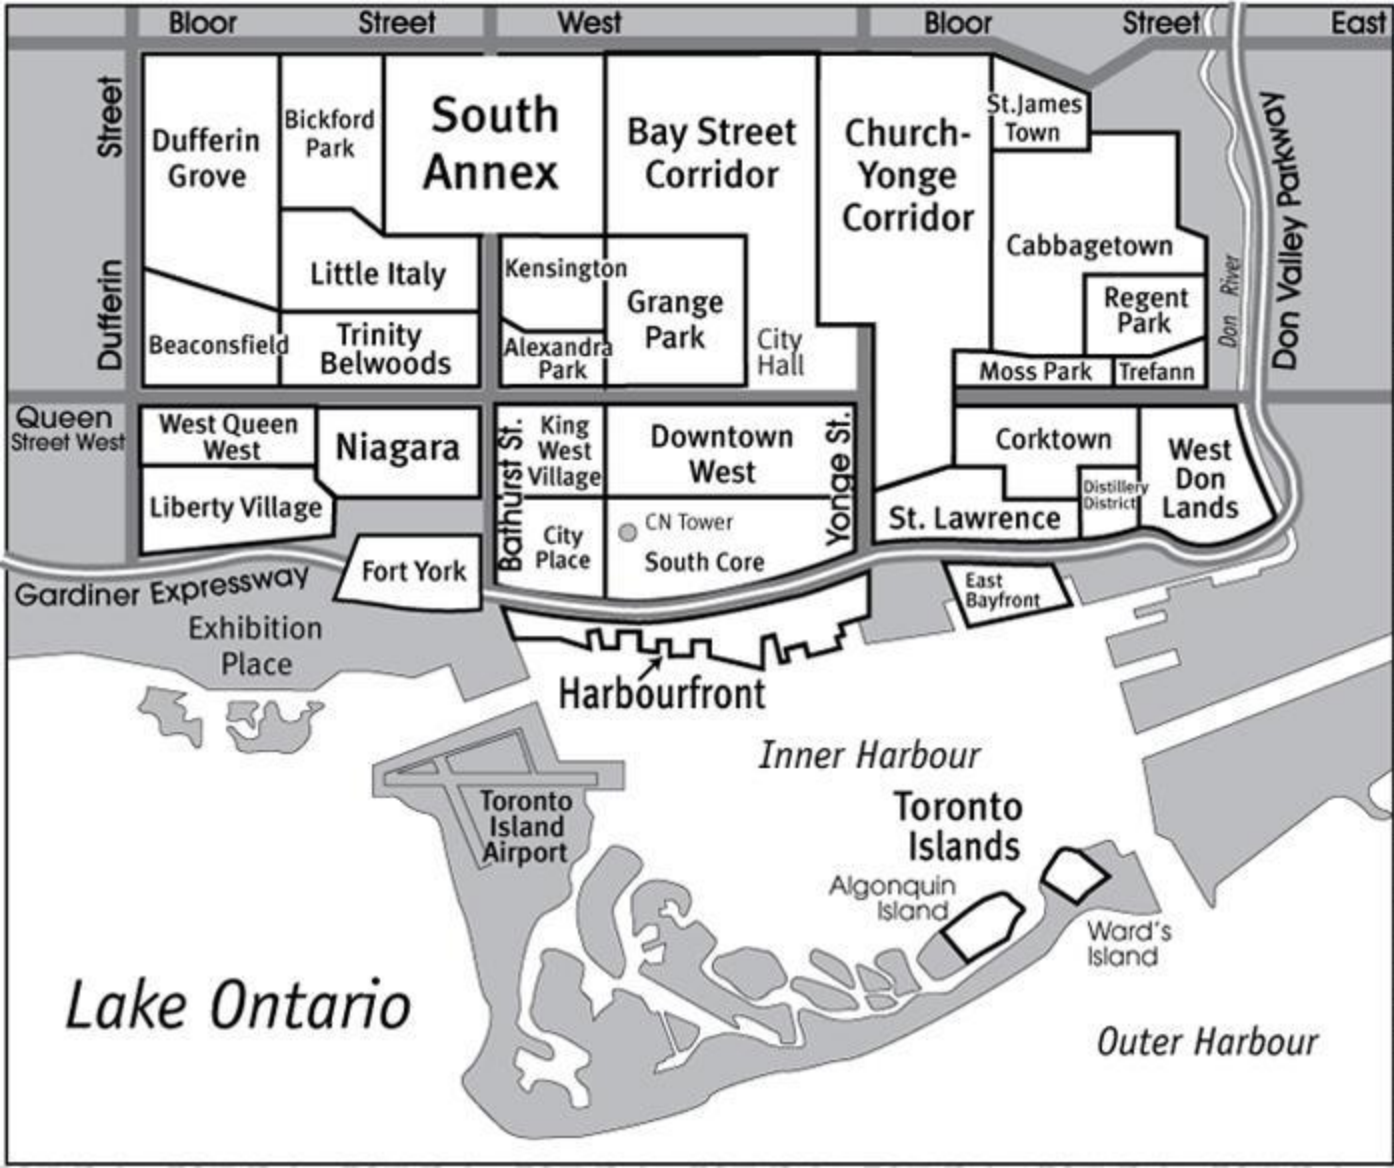 Bloor Street West Bloor Street East
Dufferin Street
Dufferin
Grove
Bickford
Park
South
Annex
Bay Street
Corridor
Church-
Yonge
Corridor
St.James
Town
Don Valley Parkway
Don River
Cabbagetown
Little Italy
Kensington
Grange
Park
Regent
Park
Beaconsfield
Trinity
Belwoods
Alexandra
Park
City
Hall
Moss Park
Trefann
Queen
Street West
West Queen
West
Niagara
Bathurst St.
King
West
Village
Downtown
West
Yonge St.
Corktown
West
Don
Lands
Distillery
District
Liberty Village
St. Lawrence
CN Tower
City
Place
South Core
Fort York
Gardiner Expressway
East
Bayfront
Exhibition
Place
Harbourfront
Inner Harbour
Toronto
Island
Airport
Toronto
Islands
Algonquin
Island
Ward's
Island
Lake Ontario
Outer Harbour